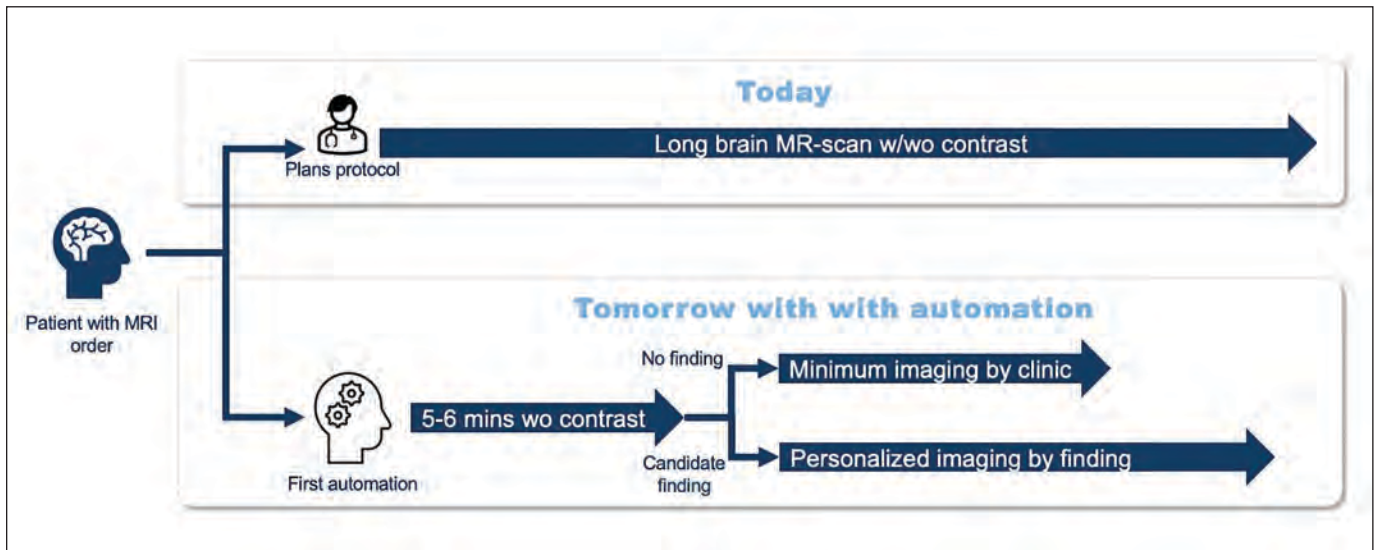 Today
Long brain MR-scan w/wo contrast
Plans protocol
Patient with MRI
order
Tomorrow with with automation
No finding
Minimum imaging by clinic
5-6 mins wo contrast
Candidate
finding
Personalized imaging by finding
First automation